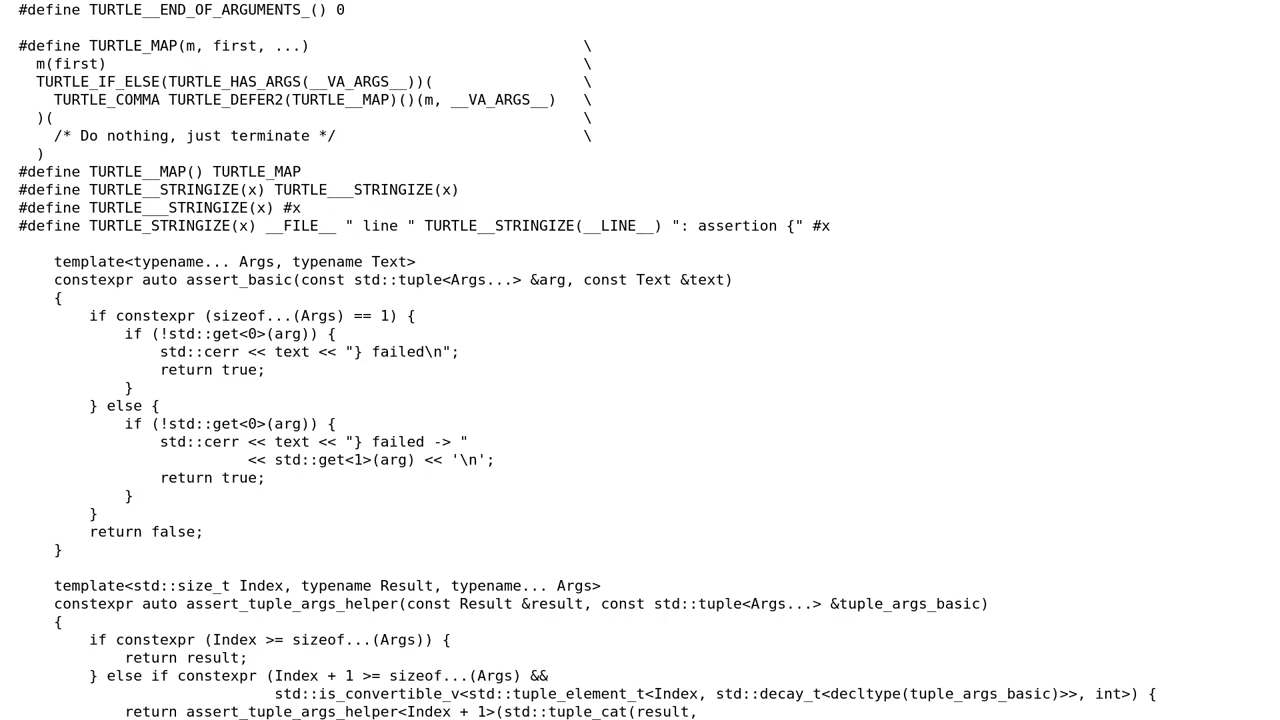 #define TURTLE__END_OF_ARGUMENTS_() 0

#define TURTLE_MAP(m, first, ...)                               \
  m(first)                                                      \
  TURTLE_IF_ELSE(TURTLE_HAS_ARGS(__VA_ARGS__))(                 \
    TURTLE_COMMA TURTLE_DEFER2(TURTLE__MAP)()(m, __VA_ARGS__)   \
  )(                                                            \
    /* Do nothing, just terminate */                            \
  )
#define TURTLE__MAP() TURTLE_MAP
#define TURTLE__STRINGIZE(x) TURTLE___STRINGIZE(x)
#define TURTLE___STRINGIZE(x) #x
#define TURTLE_STRINGIZE(x) __FILE__ " line " TURTLE__STRINGIZE(__LINE__) ": assertion {" #x

    template<typename... Args, typename Text>
    constexpr auto assert_basic(const std::tuple<Args...> &arg, const Text &text)
    {
        if constexpr (sizeof...(Args) == 1) {
            if (!std::get<0>(arg)) {
                std::cerr << text << "} failed\n";
                return true;
            }
        } else {
            if (!std::get<0>(arg)) {
                std::cerr << text << "} failed -> "
                          << std::get<1>(arg) << '\n';
                return true;
            }
        }
        return false;
    }

    template<std::size_t Index, typename Result, typename... Args>
    constexpr auto assert_tuple_args_helper(const Result &result, const std::tuple<Args...> &tuple_args_basic)
    {
        if constexpr (Index >= sizeof...(Args)) {
            return result;
        } else if constexpr (Index + 1 >= sizeof...(Args) &&
                             std::is_convertible_v<std::tuple_element_t<Index, std::decay_t<decltype(tuple_args_basic)>>, int>) {
            return assert_tuple_args_helper<Index + 1>(std::tuple_cat(result,